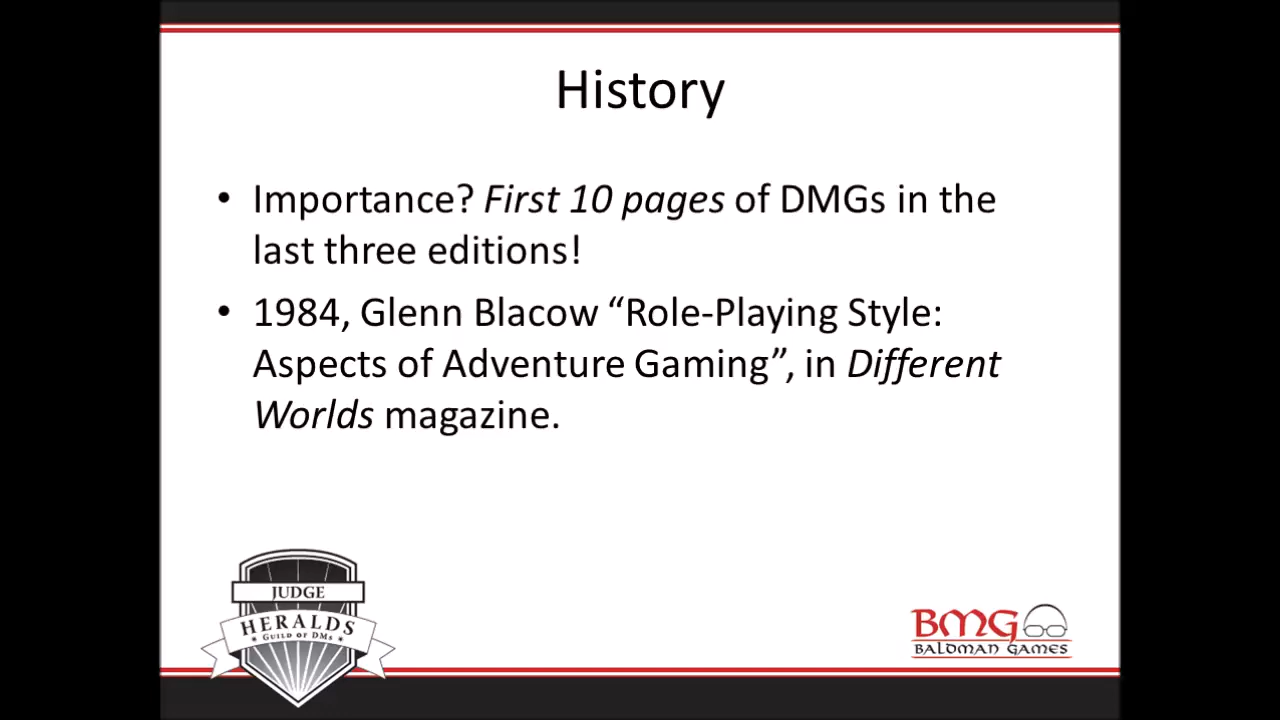 History
• Importance? First 10 pages of DMGs in the
last three editions!
• 1984, Glenn Blacow “Role-Playing Style:
Aspects of Adventure Gaming”, in Different
Worlds magazine.
JUDGE
HERALDS
GUILD OF DMs
BMG
BALDMAN GAMES